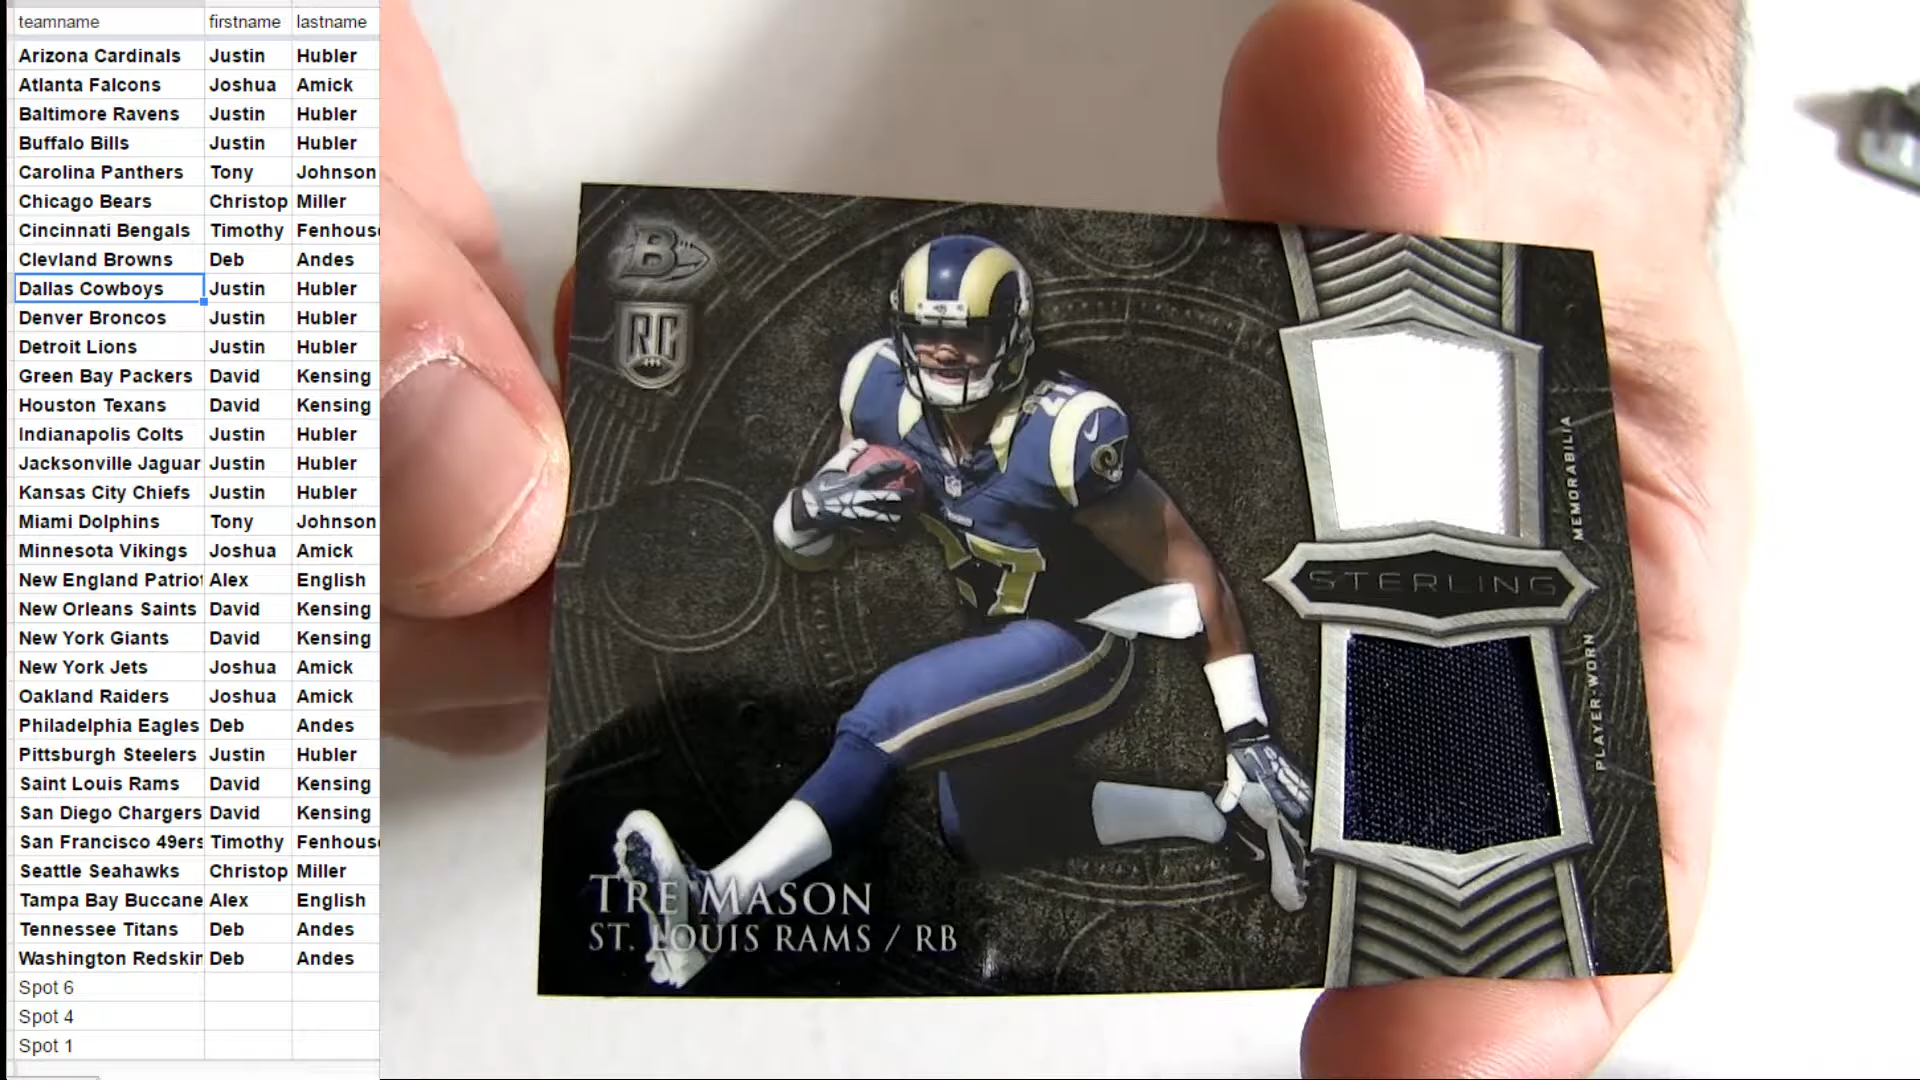 teamname firstname lastname
Arizona Cardinals Justin Hubler
Atlanta Falcons Joshua Amick
Baltimore Ravens Justin Hubler
Buffalo Bills Justin Hubler
Carolina Panthers Tony Johnson
Chicago Bears Christop Miller
Cincinnati Bengals Timothy Fenhouse
Clevland Browns Deb Andes
Dallas Cowboys Justin Hubler
Denver Broncos Justin Hubler
Detroit Lions Justin Hubler
Green Bay Packers David Kensing
Houston Texans David Kensing
Indianapolis Colts Justin Hubler
Jacksonville Jaguar Justin Hubler
Kansas City Chiefs Justin Hubler
Miami Dolphins Tony Johnson
Minnesota Vikings Joshua Amick
New England Patriot Alex English
New Orleans Saints David Kensing
New York Giants David Kensing
New York Jets Joshua Amick
Oakland Raiders Joshua Amick
Philadelphia Eagles Deb Andes
Pittsburgh Steelers Justin Hubler
Saint Louis Rams David Kensing
San Diego Chargers David Kensing
San Francisco 49ers Timothy Fenhouse
Seattle Seahawks Christop Miller
Tampa Bay Buccane Alex English
Tennessee Titans Deb Andes
Washington Redskin Deb Andes
Spot 6
Spot 4
Spot 1
B
RC
27
STERLING
PLAYER-WORN MEMORABILIA
TRE MASON
ST. LOUIS RAMS / RB